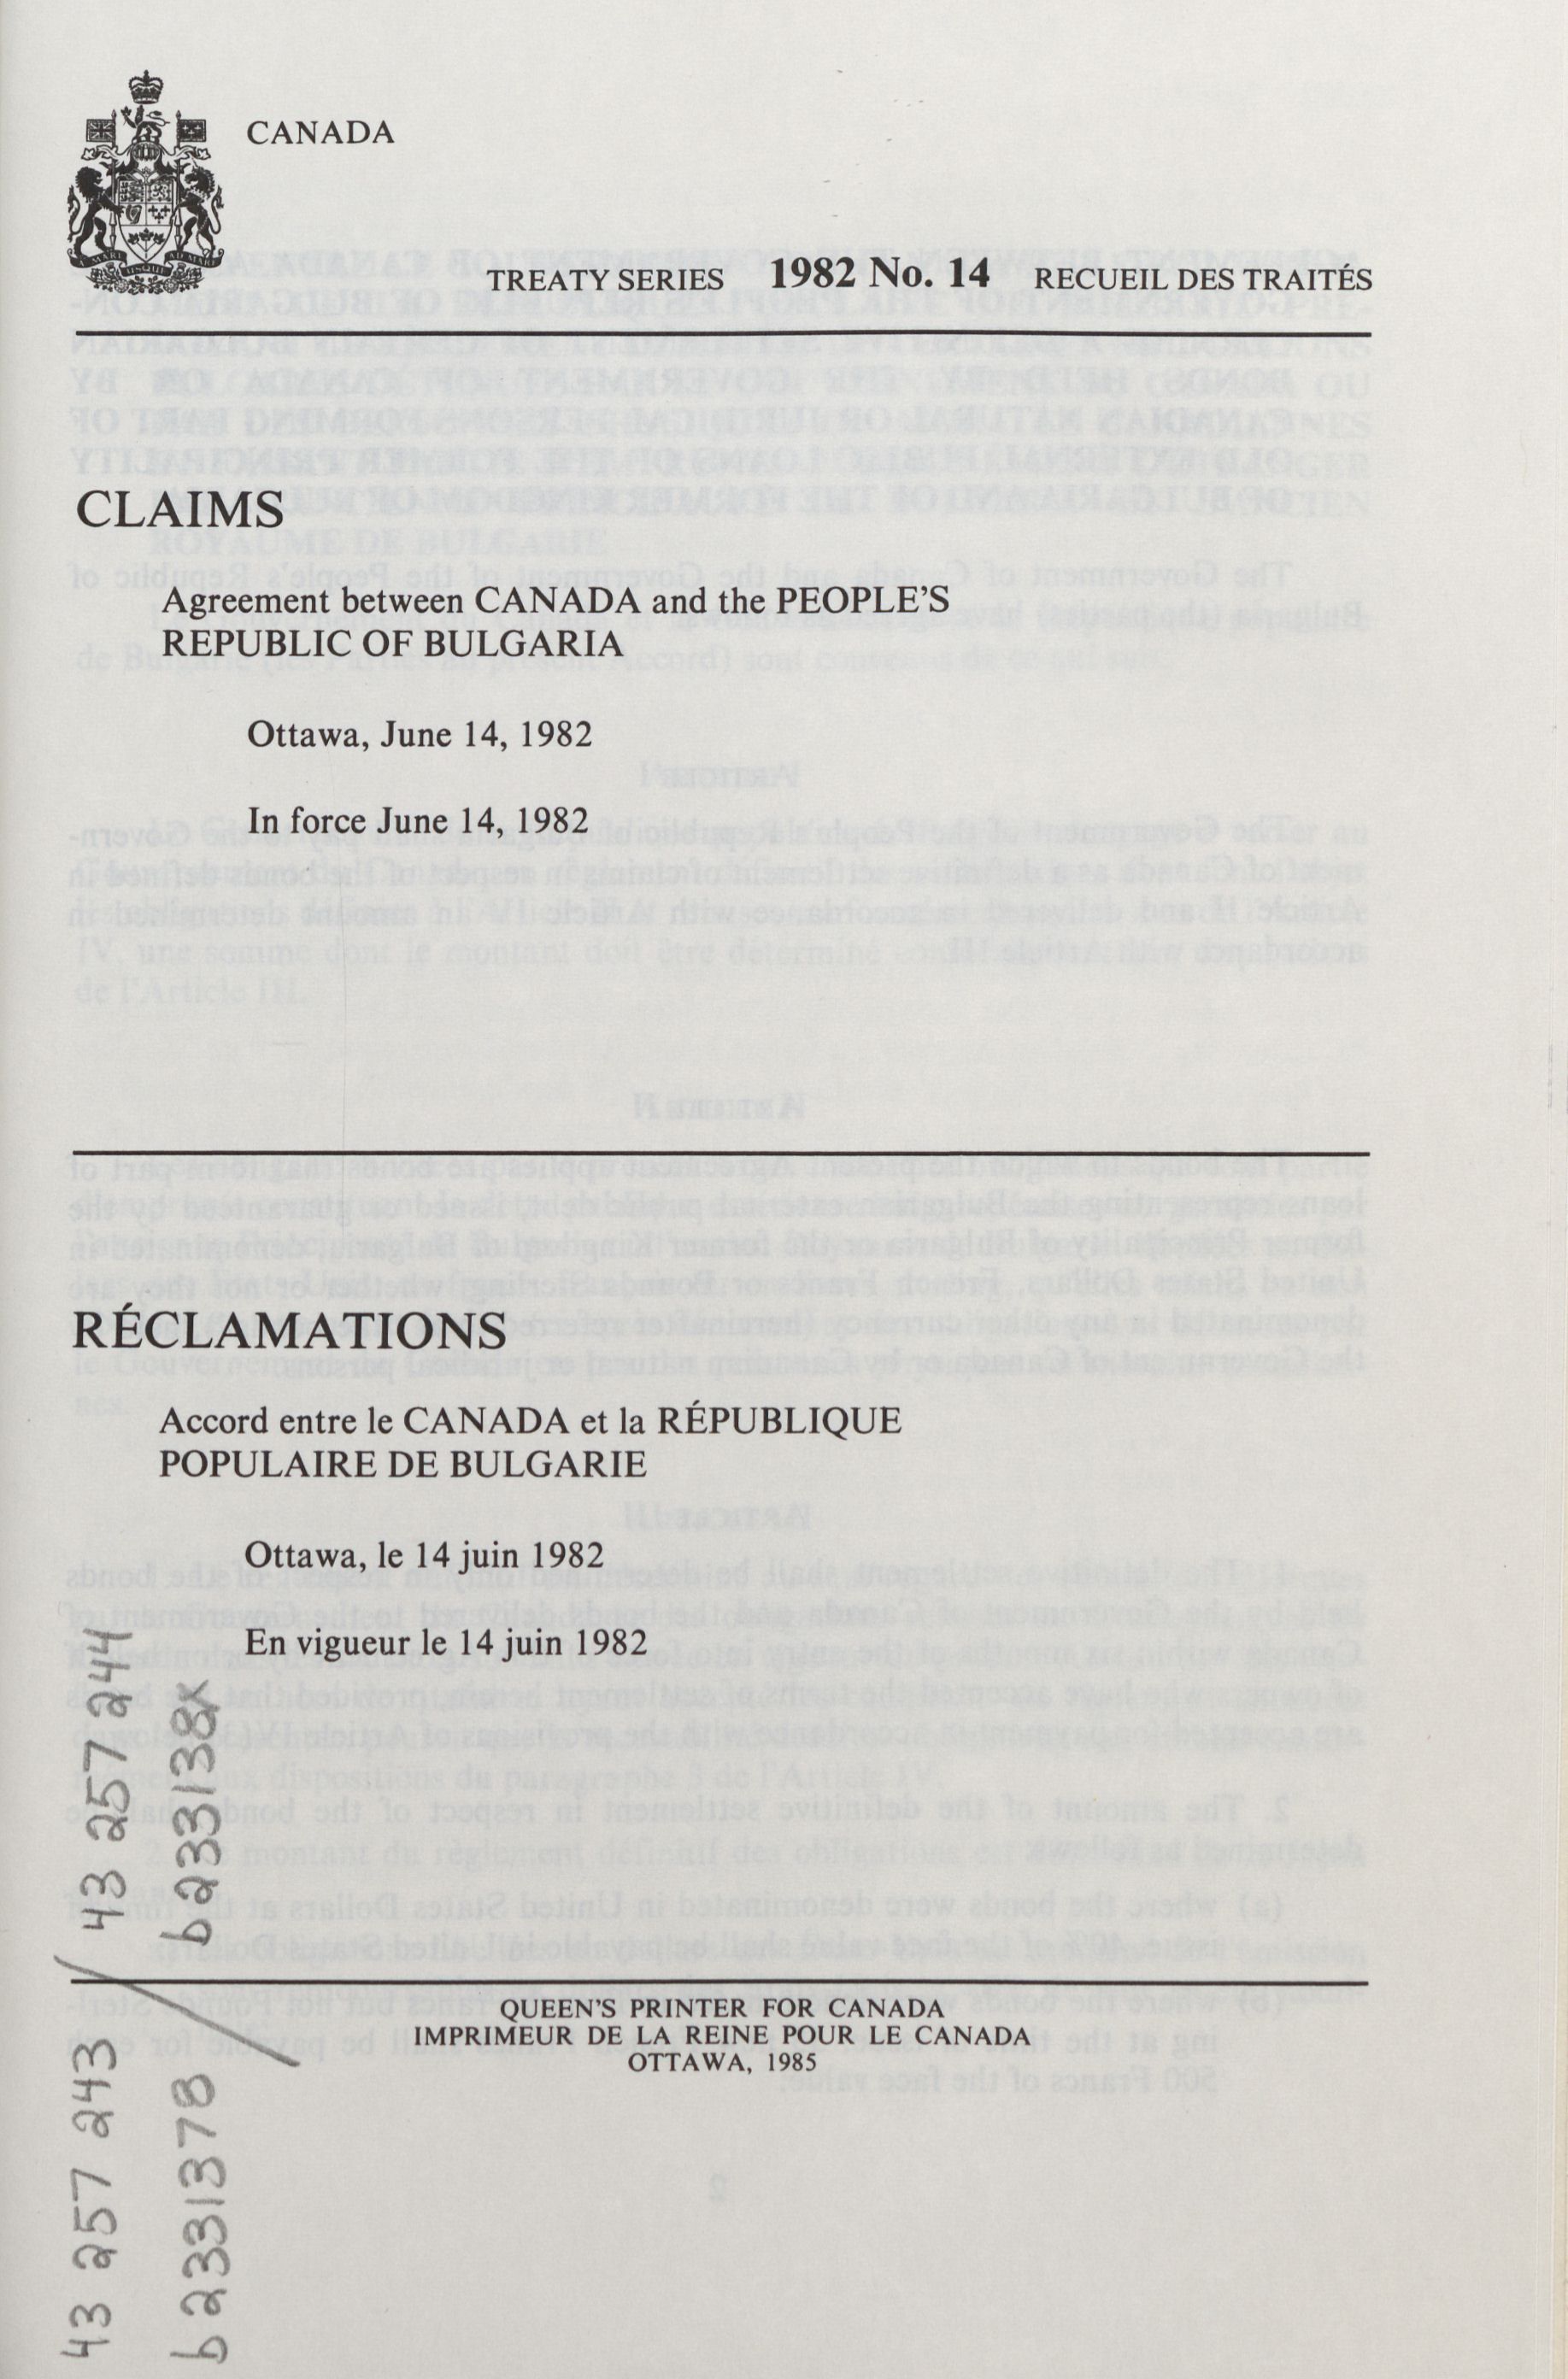 CANADA
TREATY SERIES 1982 No. 14 RECUEIL DES TRAITÉS
CLAIMS
Agreement between CANADA and the PEOPLE'S
REPUBLIC OF BULGARIA
Ottawa, June 14, 1982
In force June 14, 1982
RÉCLAMATIONS
Accord entre le CANADA et la RÉPUBLIQUE
POPULAIRE DE BULGARIE
Ottawa, le 14 juin 1982
En vigueur le 14 juin 1982
QUEEN'S PRINTER FOR CANADA
IMPRIMEUR DE LA REINE POUR LE CANADA
OTTAWA, 1985
43 257 243 / 43 257 244
b2331378 / b233138x